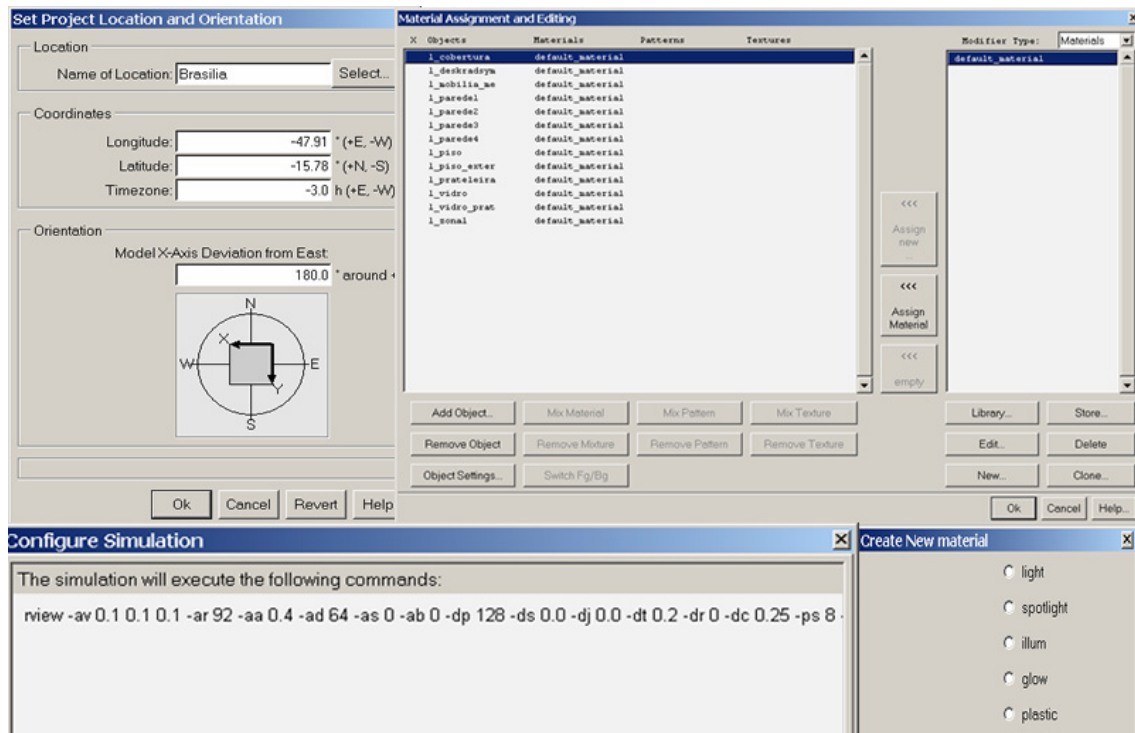 Set Project Location and Orientation
Location
Name of Location: Brasilia Select...
Coordinates
Longitude: -47.91 ° (+E, -W)
Latitude: -15.78 ° (+N, -S)
Timezone: -3.0 h (+E, -W)
Orientation
Model X-Axis Deviation from East:
180.0 ° around +
N
X
W E
Y
S
Ok Cancel Revert Help
Material Assignment and Editing
X Objects Materials Patterns Textures
l_cobertura default_material
l_deskradsym default_material
l_mobilia_me default_material
l_parede1 default_material
l_parede2 default_material
l_parede3 default_material
l_parede4 default_material
l_piso default_material
l_piso_exter default_material
l_prateleira default_material
l_vidro default_material
l_vidro_prat default_material
l_zona1 default_material
<<<
Assign
new
...
<<<
Assign
Material
<<<
empty
Modifier Type: Materials
default_material
Add Object... Mix Material Mix Pattern Mix Texture
Remove Object Remove Mixture Remove Pattern Remove Texture
Object Settings... Switch Fg/Bg
Library... Store...
Edit... Delete
New... Clone...
Ok Cancel Help...
Configure Simulation
The simulation will execute the following commands:
rview -av 0.1 0.1 0.1 -ar 92 -aa 0.4 -ad 64 -as 0 -ab 0 -dp 128 -ds 0.0 -dj 0.0 -dt 0.2 -dr 0 -dc 0.25 -ps 8 -
Create New material
light
spotlight
illum
glow
plastic